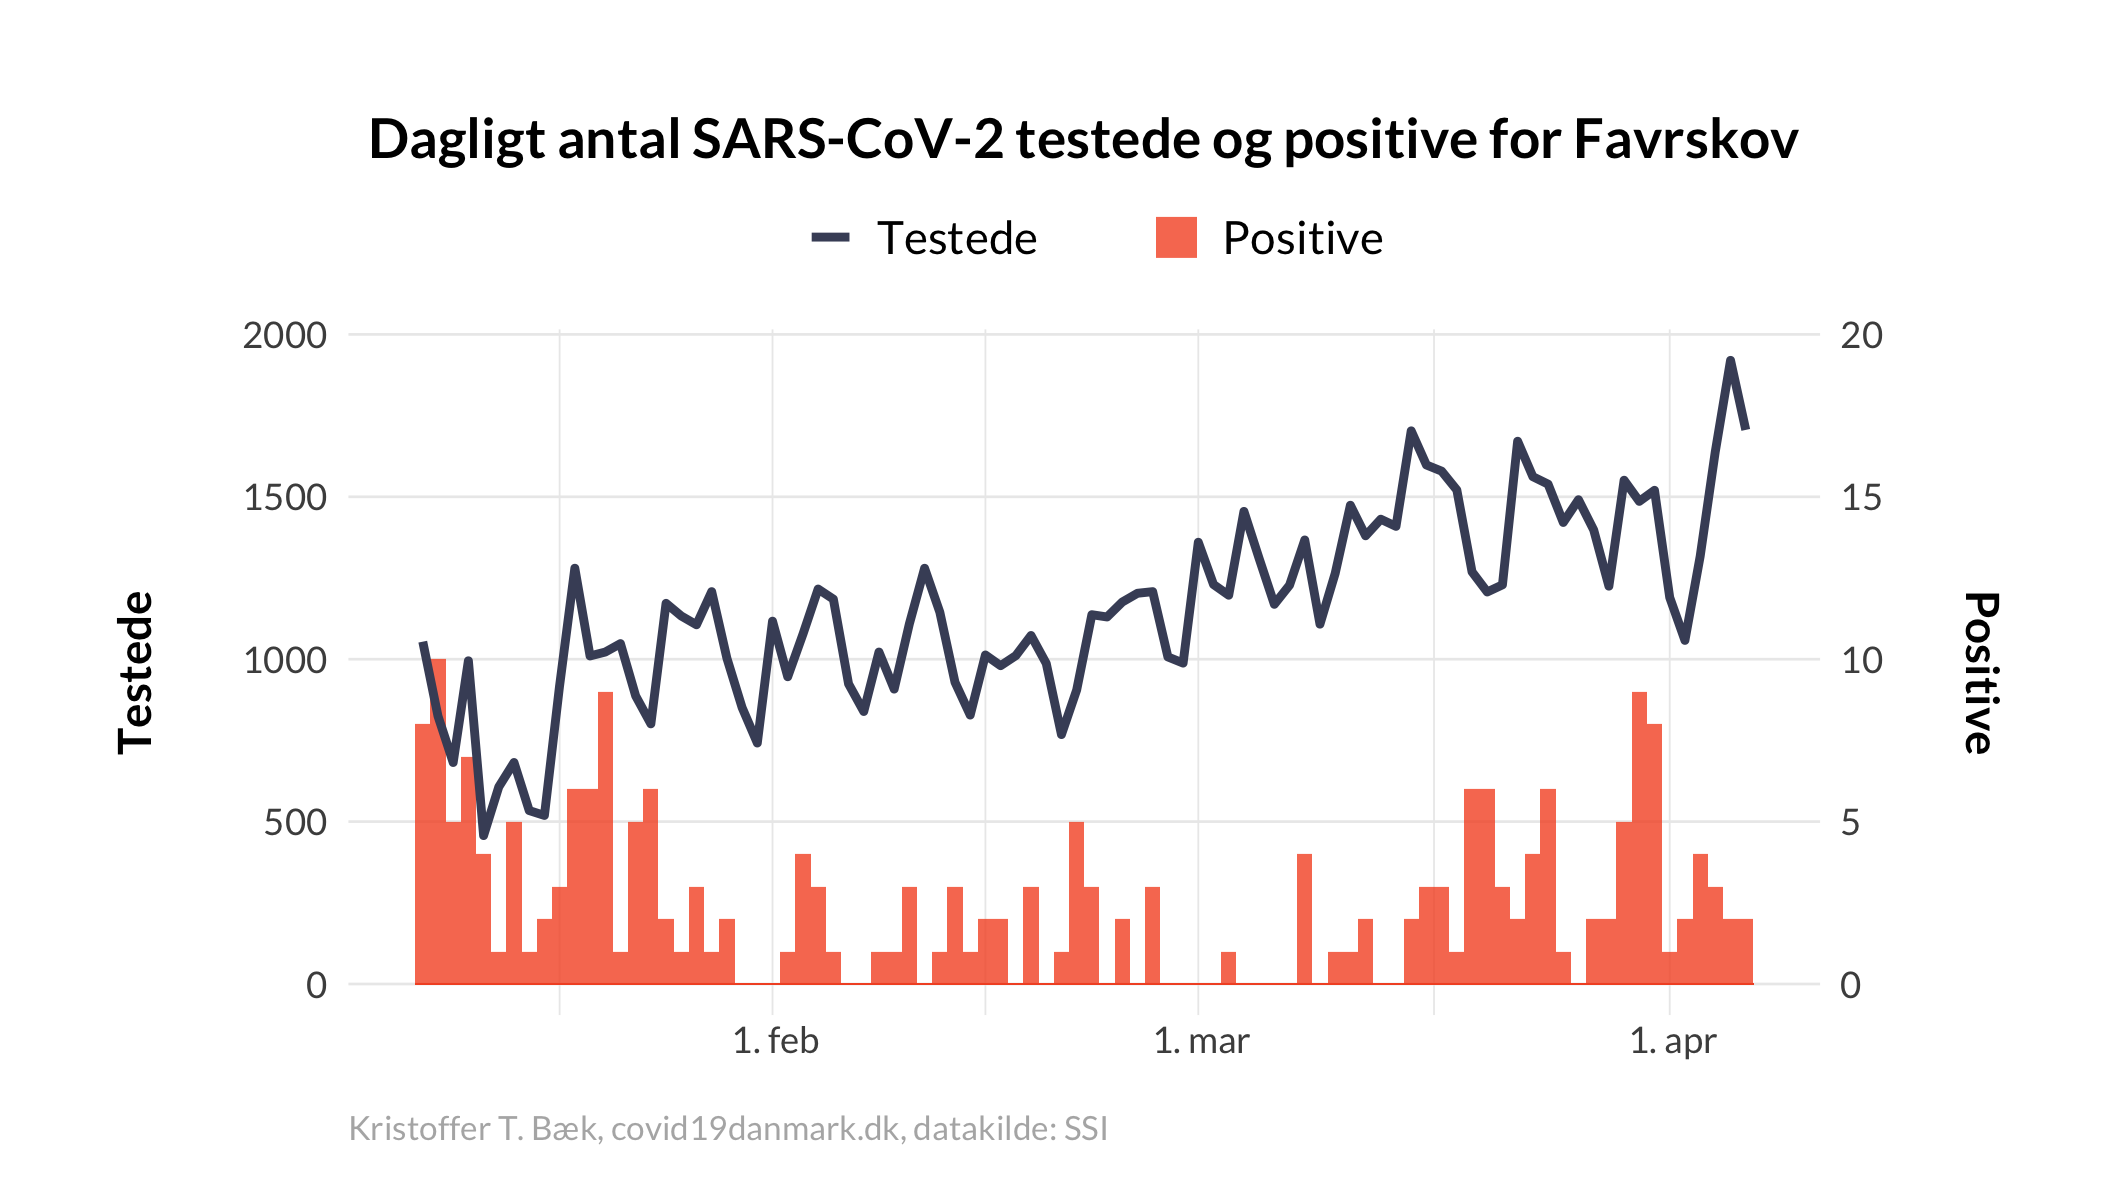 Dagligt antal SARS-CoV-2 testede og positive for Favrskov
Testede
Positive
2000
1500
1000
500
0
Testede
20
15
10
5
0
Positive
1. feb
1. mar
1. apr
Kristoffer T. Bæk, covid19danmark.dk, datakilde: SSI